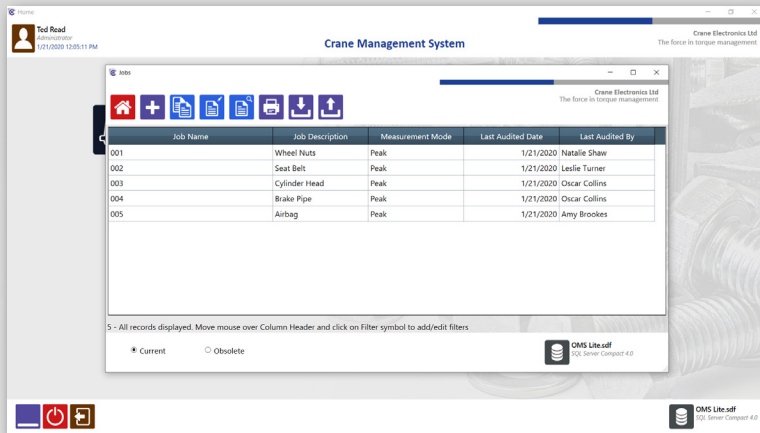 Home
Ted Read
Administrator
1/21/2020 12:05:11 PM
Crane Management System
Crane Electronics Ltd
The force in torque management
Jobs
Crane Electronics Ltd
The force in torque management
Job Name Job Description Measurement Mode Last Audited Date Last Audited By
001 Wheel Nuts Peak 1/21/2020 Natalie Shaw
002 Seat Belt Peak 1/21/2020 Leslie Turner
003 Cylinder Head Peak 1/21/2020 Oscar Collins
004 Brake Pipe Peak 1/21/2020 Oscar Collins
005 Airbag Peak 1/21/2020 Amy Brookes
5 - All records displayed. Move mouse over Column Header and click on Filter symbol to add/edit filters
Current Obsolete
OMS Lite.sdf
SQL Server Compact 4.0
OMS Lite.sdf
SQL Server Compact 4.0